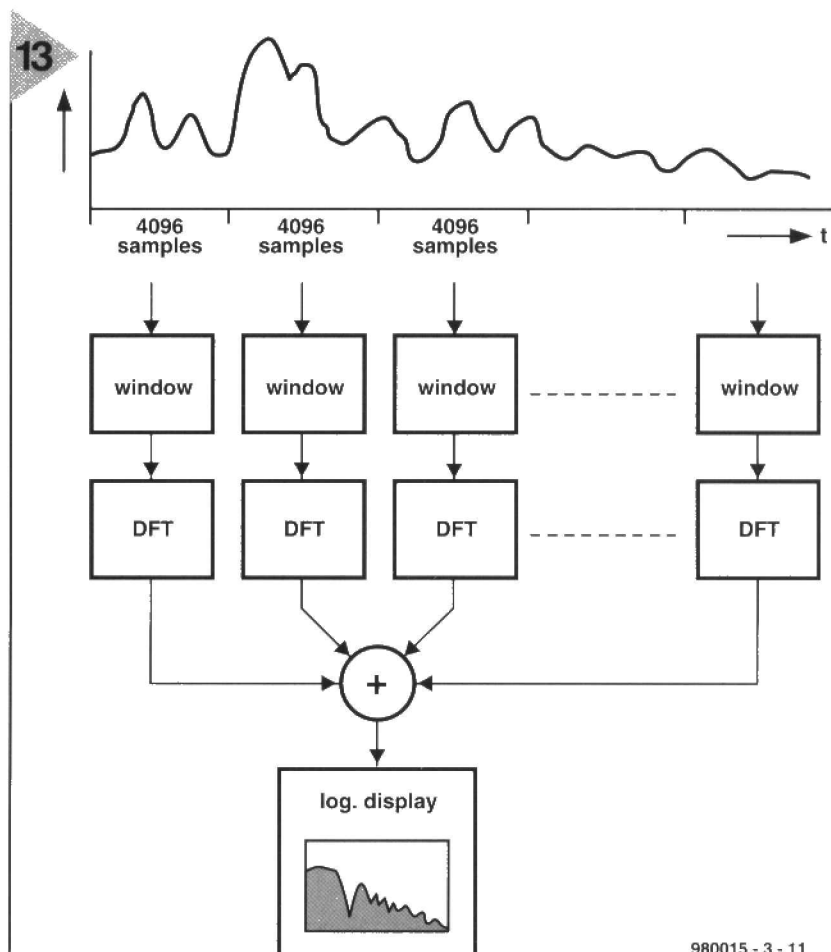 13
4096
samples
4096
samples
4096
samples
t
window
window
window
window
DFT
DFT
DFT
DFT
+
log. display
980015 - 3 - 11